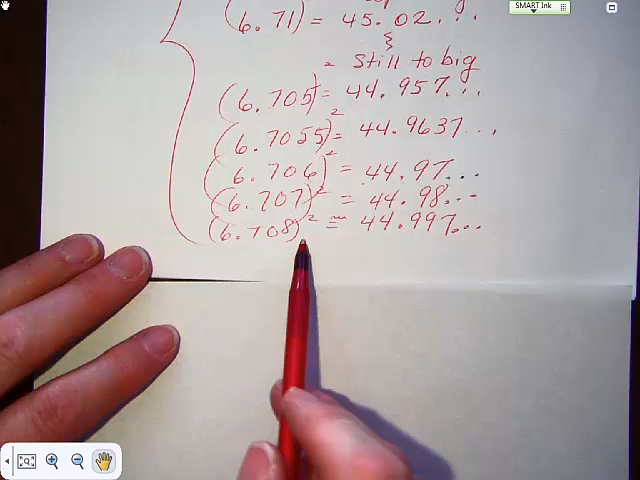 (6.71) = 45.02...
= still to big
(6.705)² = 44.957...
(6.7055)² = 44.9637...
(6.706)² = 44.97...
(6.707)² = 44.98...
(6.708)² = 44.997...
SMART Ink